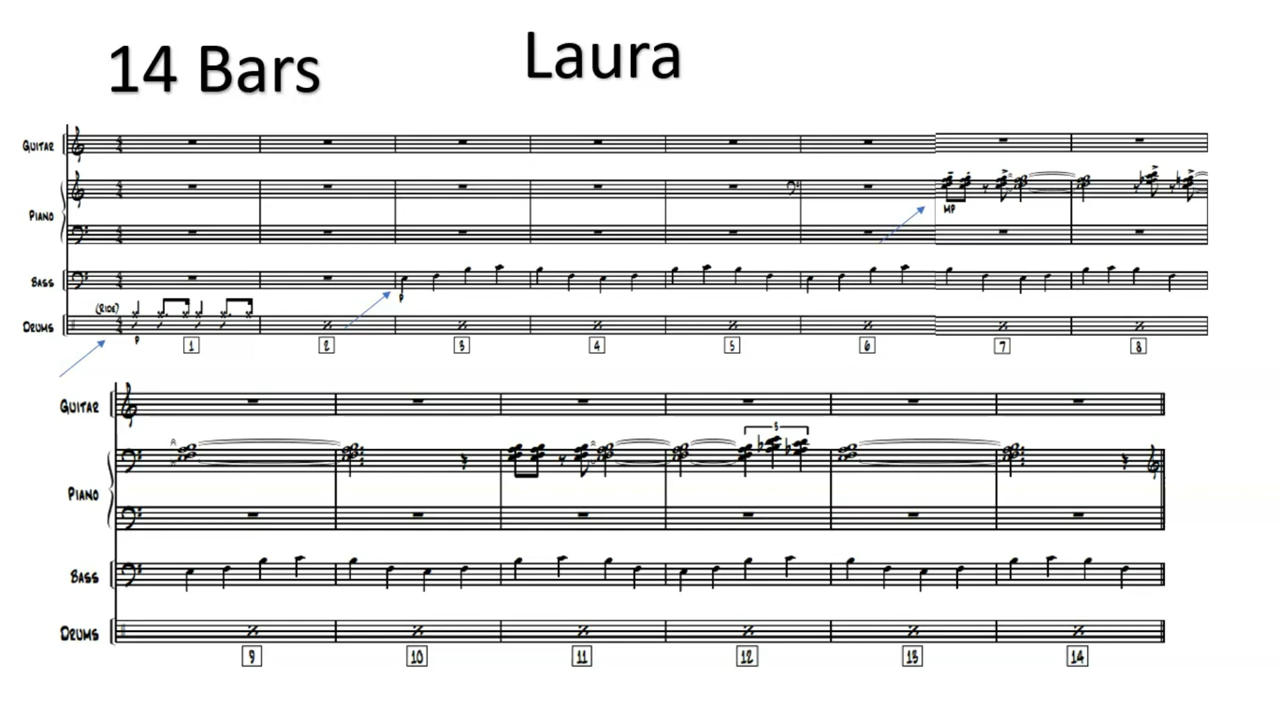 14 Bars
Laura
GUITAR
PIANO
MP
BASS
P
(RIDE)
DRUMS
P
1 2 3 4 5 6 7 8
GUITAR
3
PIANO
BASS
DRUMS
9 10 11 12 13 14